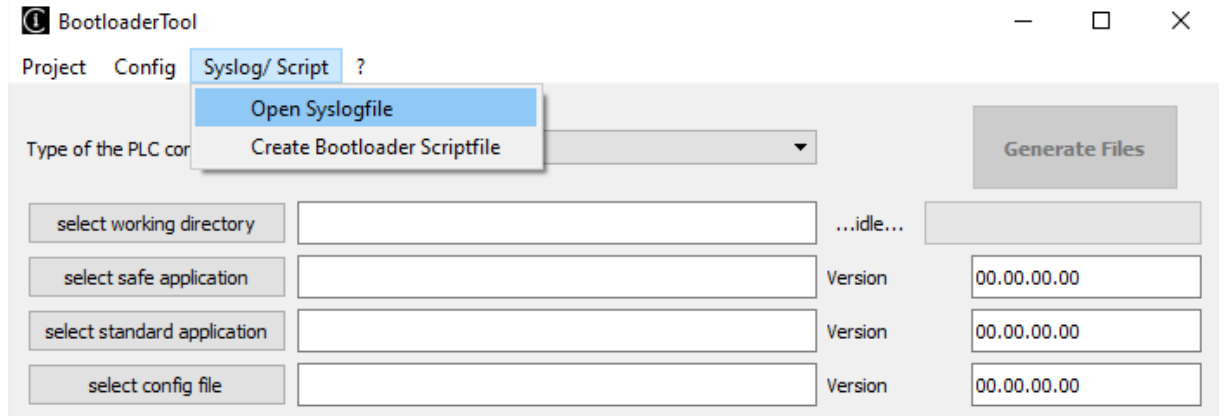 BootloaderTool
Project Config Syslog/ Script ?
Open Syslogfile
Type of the PLC cor Create Bootloader Scriptfile Generate Files
select working directory ...idle...
select safe application Version 00.00.00.00
select standard application Version 00.00.00.00
select config file Version 00.00.00.00